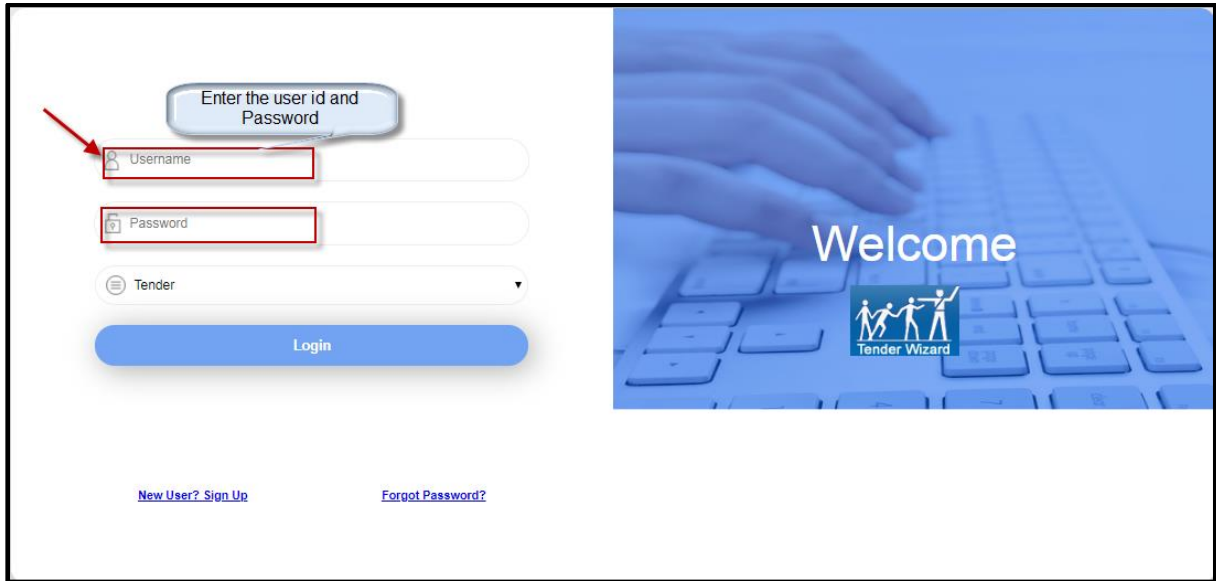 Enter the user id and
Password
Username
Password
Tender
Login
New User? Sign Up
Forgot Password?
Welcome
Tender Wizard